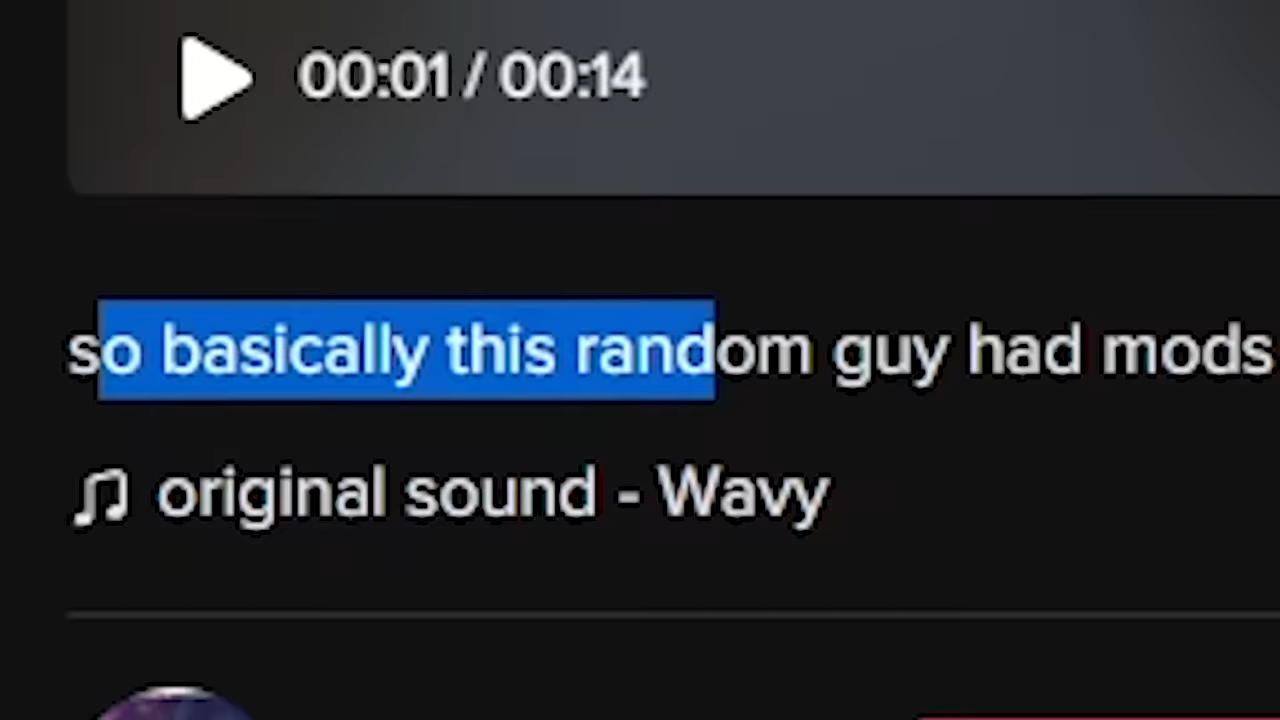 00:01 / 00:14
so basically this random guy had mods
original sound - Wavy